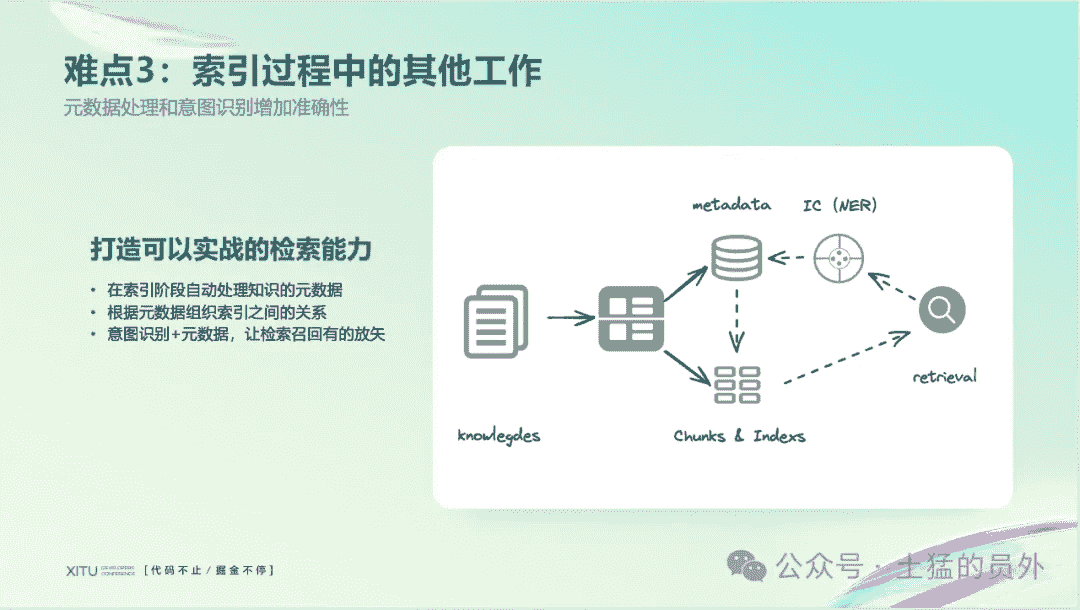 难点3：索引过程中的其他工作
元数据处理和意图识别增加准确性
打造可以实战的检索能力
• 在索引阶段自动处理知识的元数据
• 根据元数据组织索引之间的关系
• 意图识别+元数据，让检索召回有的放矢
metadata
IC (NER)
retrieval
knowlegdes
Chunks & Indexs
XITU DEVELOPERS CONFERENCE [代码不止 / 掘金不停]
公众号 · 土猛的员外